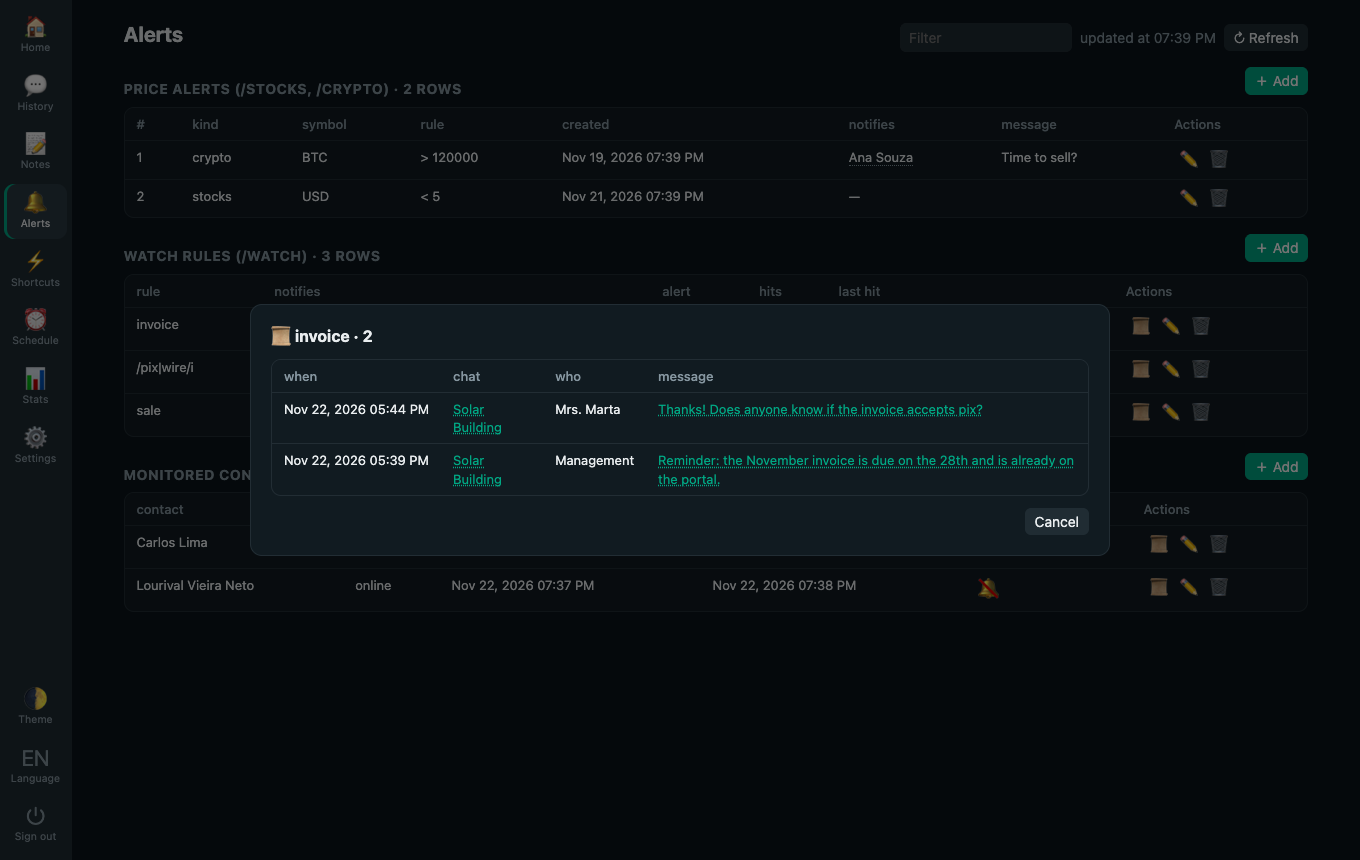 Home
History
Notes
Alerts
Shortcuts
Schedule
Stats
Settings
Theme
EN
Language
Sign out
Alerts
Filter
updated at 07:39 PM
Refresh
PRICE ALERTS (/STOCKS, /CRYPTO) · 2 ROWS
+ Add
# kind symbol rule created notifies message Actions
1 crypto BTC > 120000 Nov 19, 2026 07:39 PM Ana Souza Time to sell?
2 stocks USD < 5 Nov 21, 2026 07:39 PM —
WATCH RULES (/WATCH) · 3 ROWS
+ Add
rule notifies alert hits last hit Actions
invoice
/pix|wire/i
sale
invoice · 2
when chat who message
Nov 22, 2026 05:44 PM Solar Building Mrs. Marta Thanks! Does anyone know if the invoice accepts pix?
Nov 22, 2026 05:39 PM Solar Building Management Reminder: the November invoice is due on the 28th and is already on
the portal.
Cancel
MONITORED CON
+ Add
contact Actions
Carlos Lima
Lourival Vieira Neto online Nov 22, 2026 07:37 PM Nov 22, 2026 07:38 PM